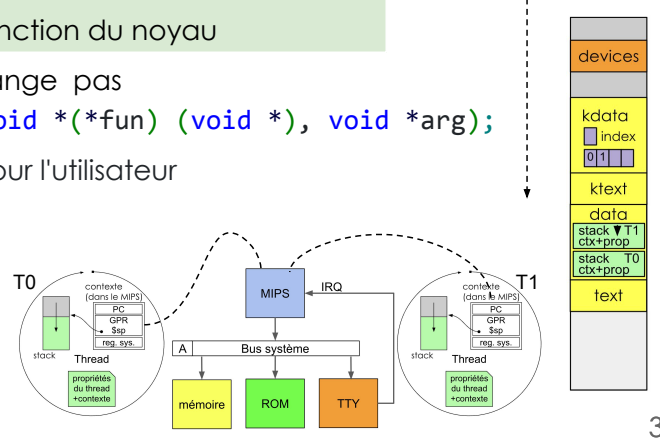 nction du noyau
ange pas
oid *(*fun) (void *), void *arg);
our l'utilisateur
devices
kdata
index
0 1
ktext
data
stack T1
ctx+prop
stack T0
ctx+prop
text
T0
contexte
(dans le MIPS)
PC
GPR
$sp
reg. sys.
stack
Thread
propriétés
du thread
+contexte
MIPS
IRQ
A Bus système
mémoire
ROM
TTY
T1
contexte
(dans le MIPS)
PC
GPR
$sp
reg. sys.
stack
Thread
propriétés
du thread
+contexte
3